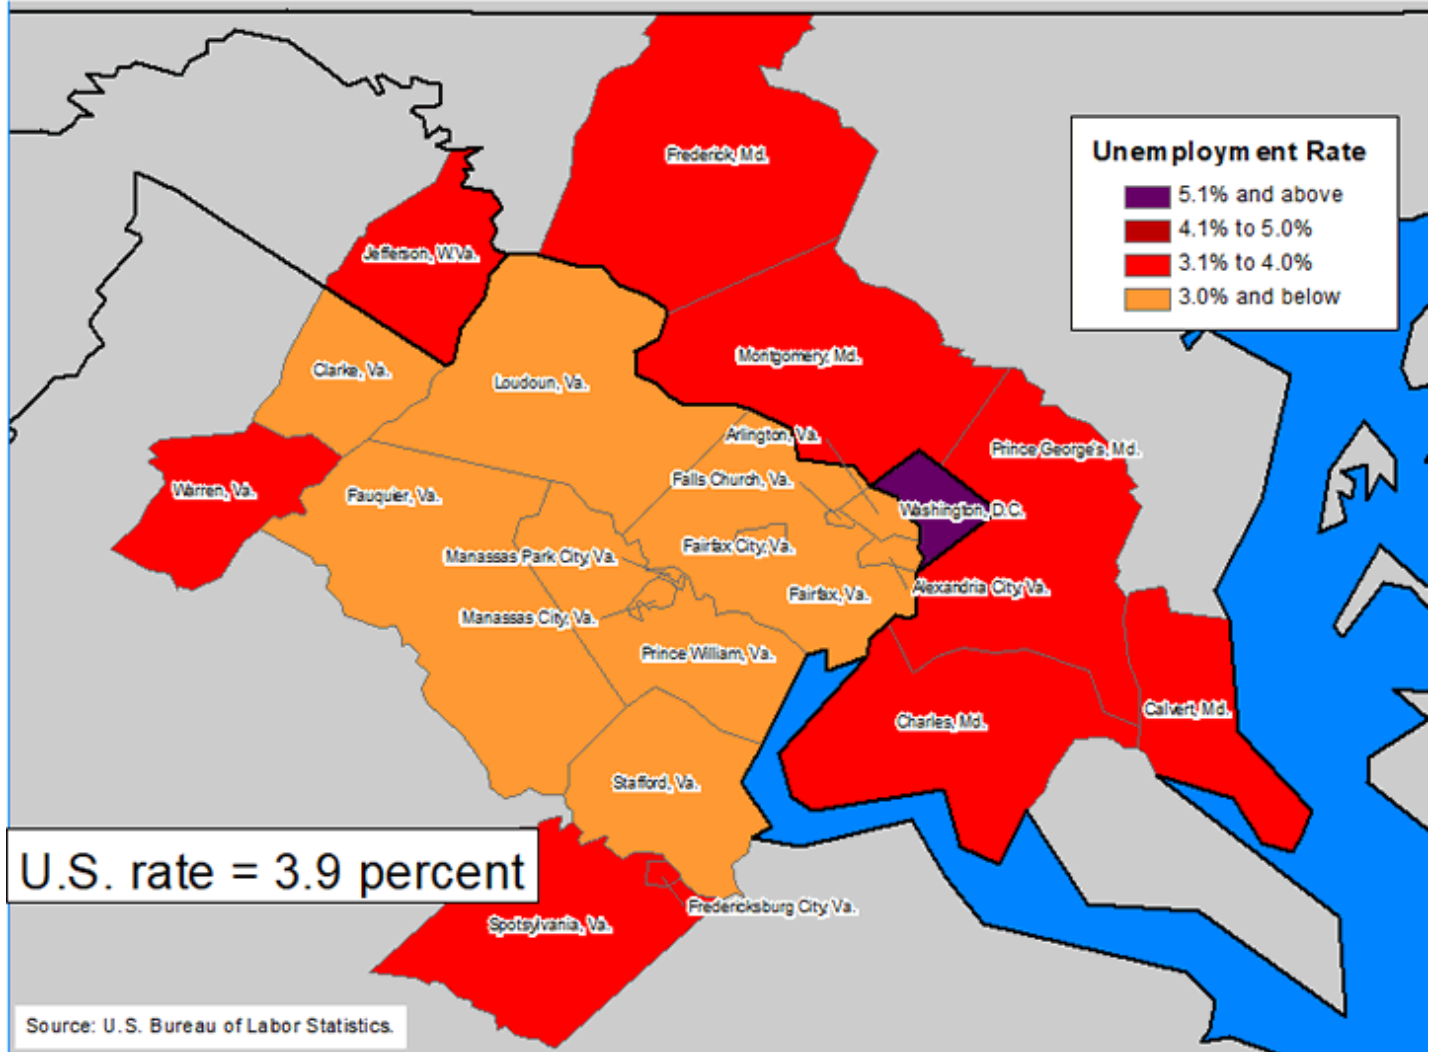 Frederick, Md.
Unemployment Rate
5.1% and above
4.1% to 5.0%
3.1% to 4.0%
3.0% and below
Jefferson, W.Va.
Montgomery, Md.
Clarke, Va.
Loudoun, Va.
Arlington, Va.
Prince George's, Md.
Falls Church, Va.
Warren, Va.
Fauquier, Va.
Washington, D.C.
Fairfax City, Va.
Manassas Park City, Va.
Alexandria City, Va.
Fairfax, Va.
Manassas City, Va.
Prince William, Va.
Calvert, Md.
Charles, Md.
Stafford, Va.
U.S. rate = 3.9 percent
Fredericksburg City, Va.
Spotsylvania, Va.
Source: U.S. Bureau of Labor Statistics.